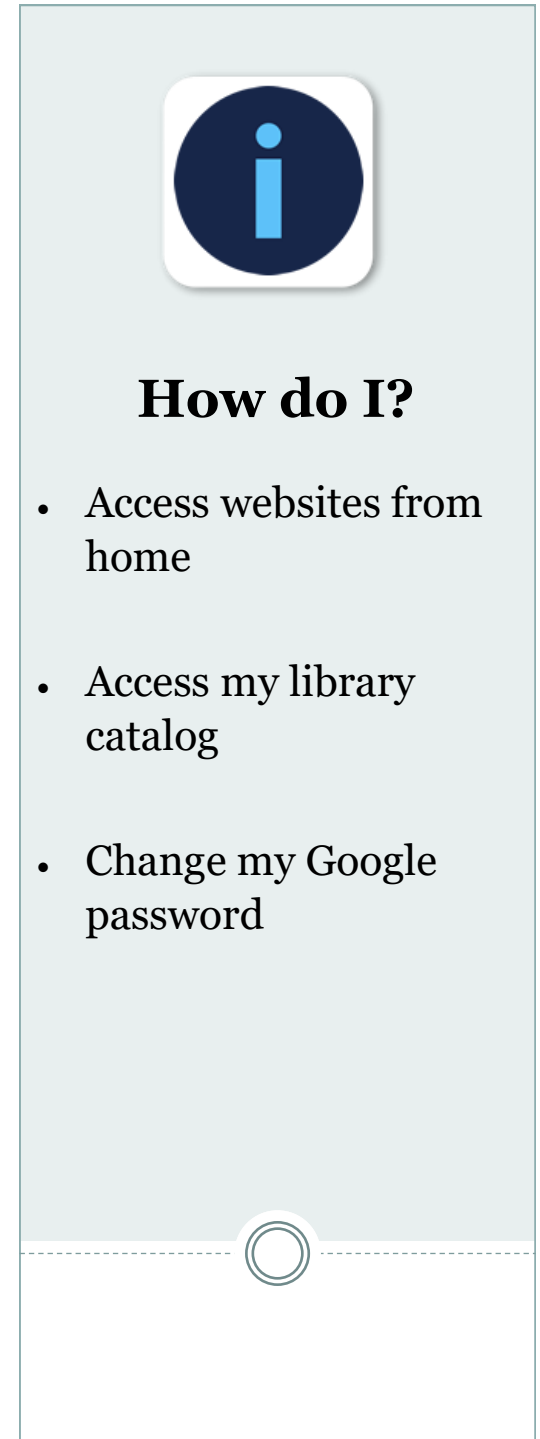 How do I?
• Access websites from
home
• Access my library
catalog
• Change my Google
password